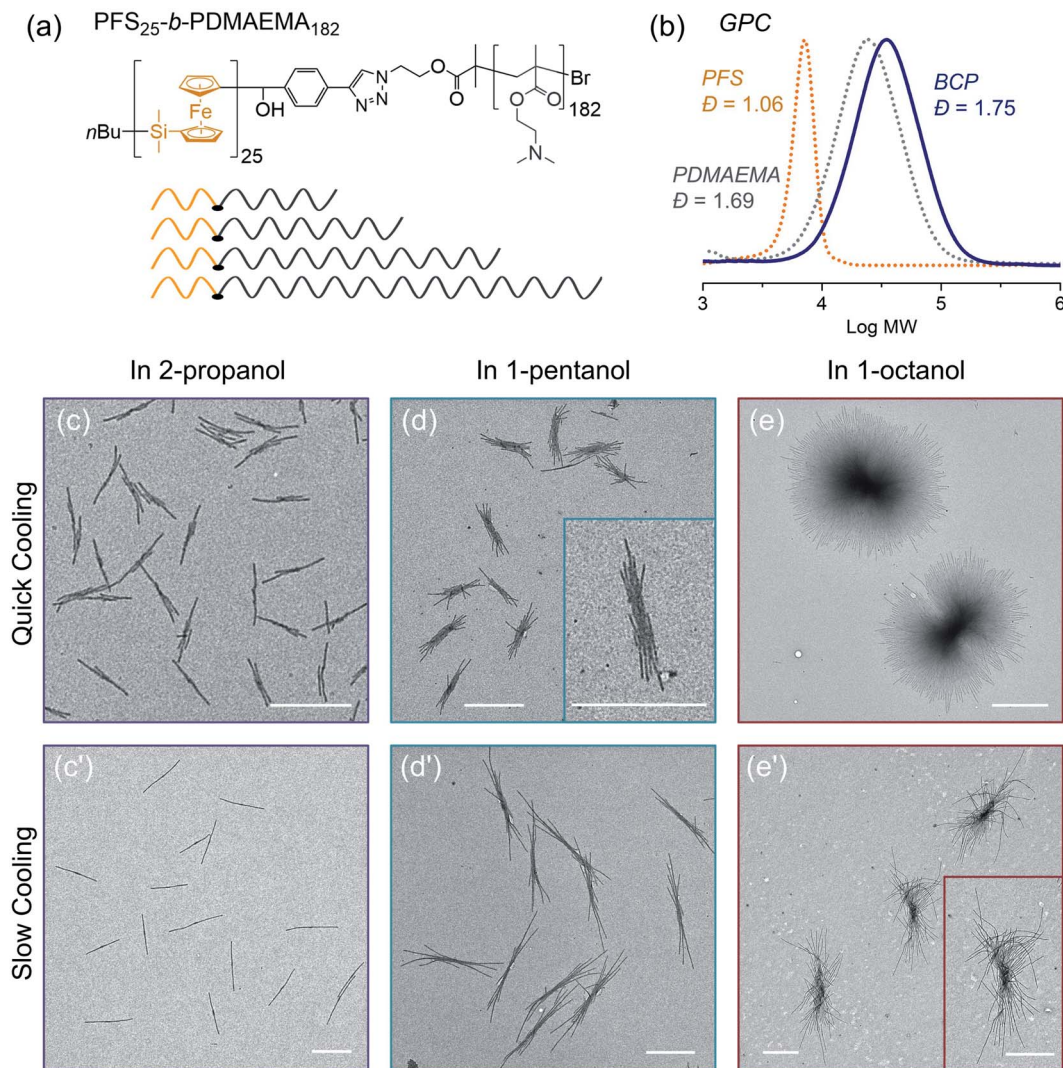 (a) PFS25-b-PDMAEMA182
Fe
Si
nBu
25
OH
N
N=N
O
O
O
O
N
Br
182
(b) GPC
PFS
Đ = 1.06
BCP
Đ = 1.75
PDMAEMA
Đ = 1.69
3 4 5 6
Log MW
In 2-propanol In 1-pentanol In 1-octanol
Quick Cooling
(c) (d) (e)
Slow Cooling
(c') (d') (e')